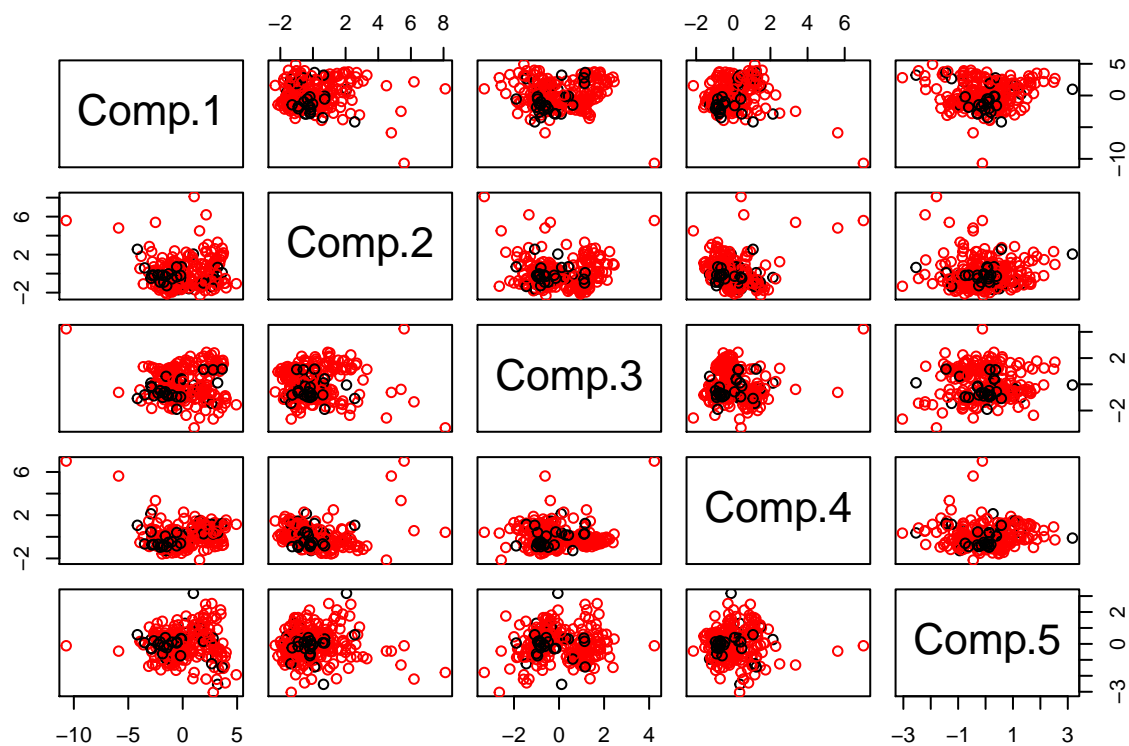 −2 2 4 6 8 −2 0 2 4 6
Comp.1 −10 0 5
−2 2 6 Comp.2
Comp.3 −2 2
−2 2 6 Comp.4
Comp.5 −3 0 2
−10 −5 0 5 −2 0 2 4 −3 −1 1 3